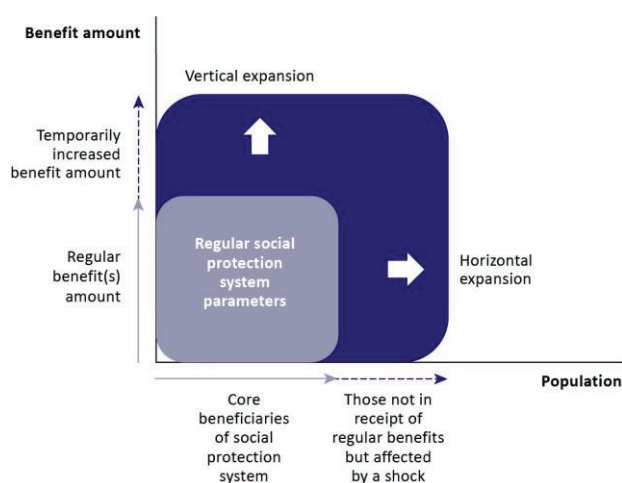 Benefit amount
Vertical expansion
Temporarily
increased
benefit amount
Regular
benefit(s)
amount
Regular social
protection
system
parameters
Horizontal
expansion
Population
Core
beneficiaries
of social
protection
system
Those not in
receipt of
regular benefits
but affected
by a shock